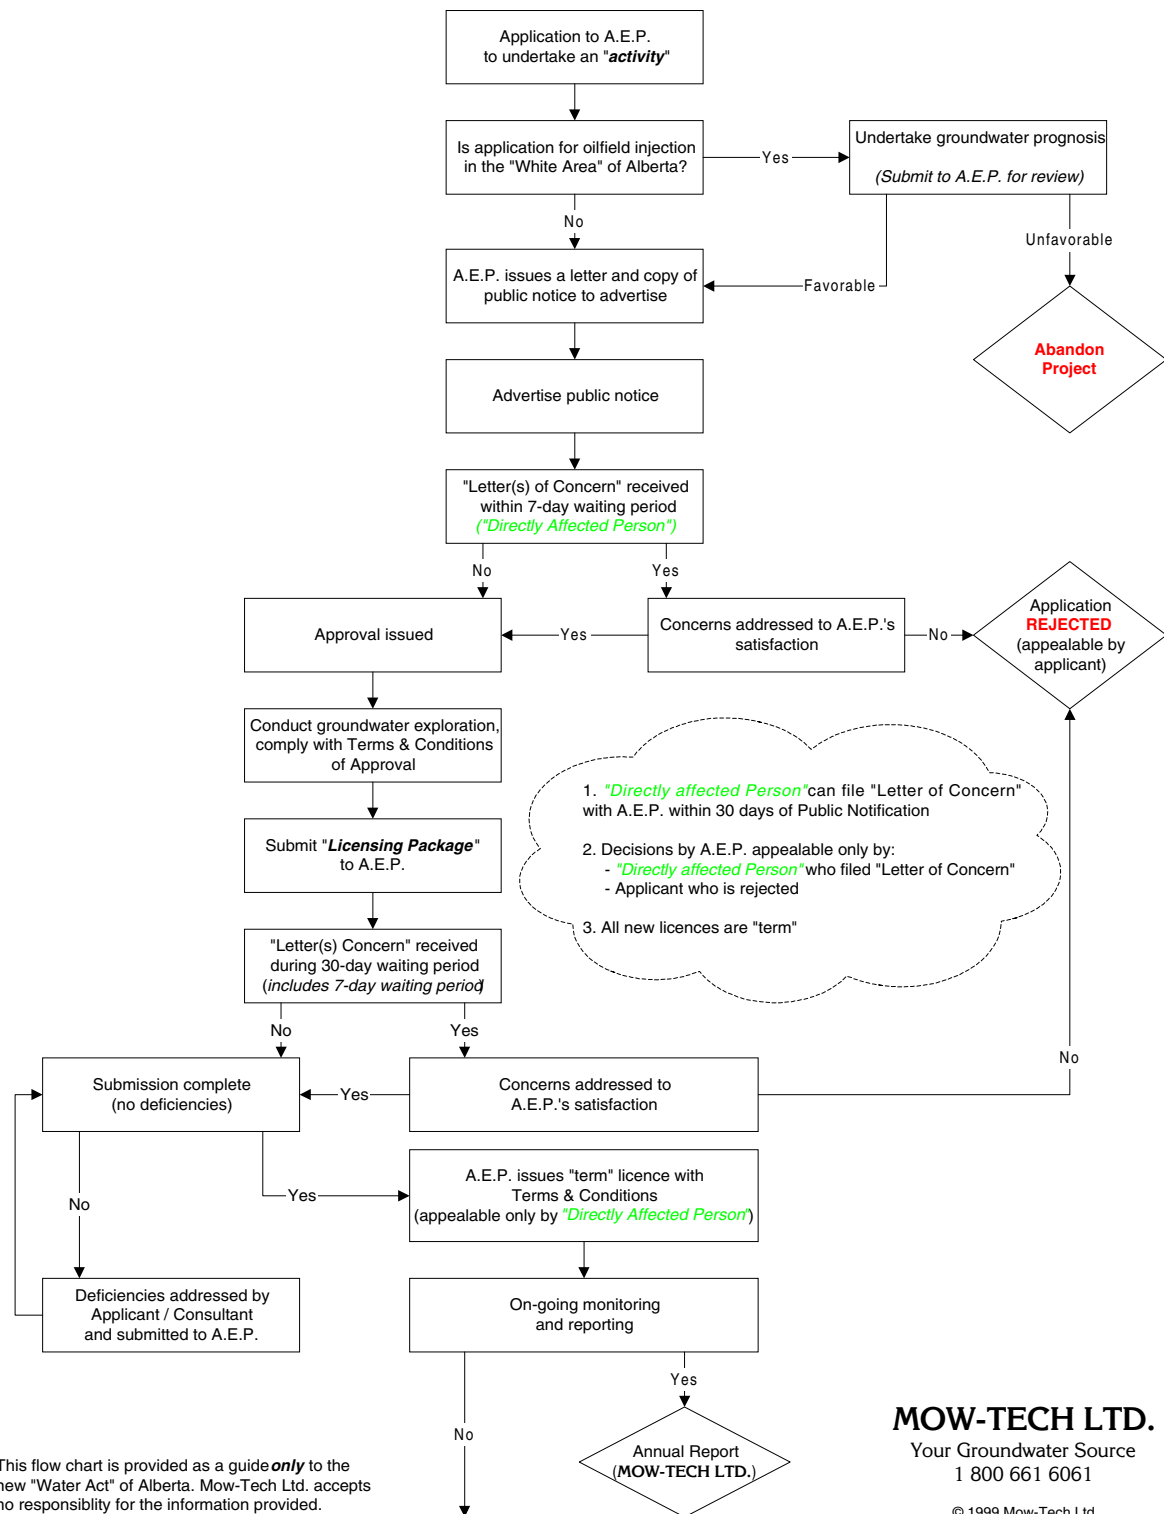 Application to A.E.P.
to undertake an "activity"
Is application for oilfield injection
in the "White Area" of Alberta?
Yes
Undertake groundwater prognosis
(Submit to A.E.P. for review)
No
Unfavorable
A.E.P. issues a letter and copy of
public notice to advertise
Favorable
Abandon
Project
Advertise public notice
"Letter(s) of Concern" received
within 7-day waiting period
("Directly Affected Person")
No
Yes
Approval issued
Yes
Concerns addressed to A.E.P.'s
satisfaction
No
Application
REJECTED
(appealable by
applicant)
Conduct groundwater exploration,
comply with Terms & Conditions
of Approval
1. "Directly affected Person" can file "Letter of Concern"
with A.E.P. within 30 days of Public Notification
2. Decisions by A.E.P. appealable only by:
- "Directly affected Person" who filed "Letter of Concern"
- Applicant who is rejected
3. All new licences are "term"
Submit "Licensing Package"
to A.E.P.
"Letter(s) Concern" received
during 30-day waiting period
(includes 7-day waiting period)
No
Yes
No
Submission complete
(no deficiencies)
Yes
Concerns addressed to
A.E.P.'s satisfaction
No
Yes
A.E.P. issues "term" licence with
Terms & Conditions
(appealable only by "Directly Affected Person")
Deficiencies addressed by
Applicant / Consultant
and submitted to A.E.P.
On-going monitoring
and reporting
No
Yes
Annual Report
(MOW-TECH LTD.)
MOW-TECH LTD.
Your Groundwater Source
1 800 661 6061
© 1999 Mow-Tech Ltd.
This flow chart is provided as a guide only to the
new "Water Act" of Alberta. Mow-Tech Ltd. accepts
no responsiblity for the information provided.